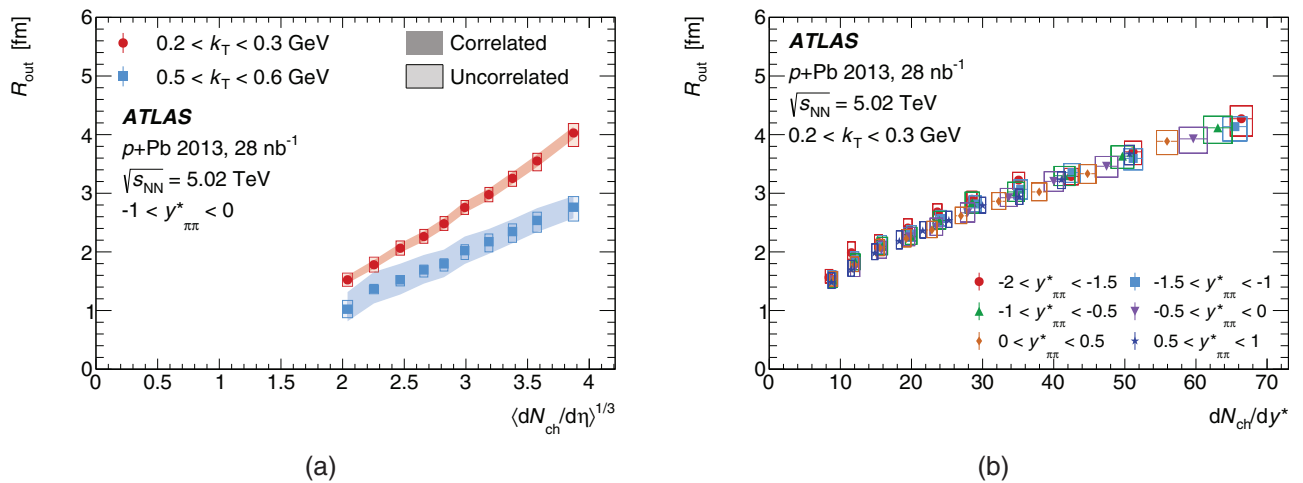 R_out [fm]
6
5
4
3
2
1
0
0.2 < k_T < 0.3 GeV
0.5 < k_T < 0.6 GeV
Correlated
Uncorrelated
ATLAS
p+Pb 2013, 28 nb⁻¹
√s_NN = 5.02 TeV
-1 < y*_ππ < 0
0 0.5 1 1.5 2 2.5 3 3.5 4
⟨dN_ch/dη⟩^1/3
(a)
R_out [fm]
6
5
4
3
2
1
0
ATLAS
p+Pb 2013, 28 nb⁻¹
√s_NN = 5.02 TeV
0.2 < k_T < 0.3 GeV
-2 < y*_ππ < -1.5
-1.5 < y*_ππ < -1
-1 < y*_ππ < -0.5
-0.5 < y*_ππ < 0
0 < y*_ππ < 0.5
0.5 < y*_ππ < 1
0 10 20 30 40 50 60 70
dN_ch/dy*
(b)